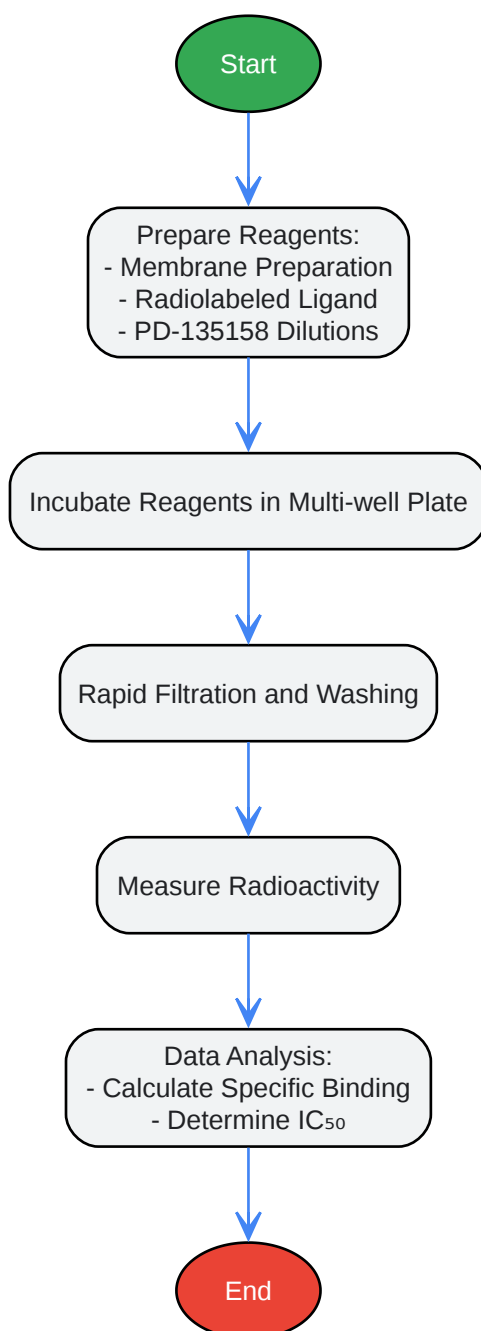 Start
Prepare Reagents:
- Membrane Preparation
- Radiolabeled Ligand
- PD-135158 Dilutions
Incubate Reagents in Multi-well Plate
Rapid Filtration and Washing
Measure Radioactivity
Data Analysis:
- Calculate Specific Binding
- Determine IC₅₀
End